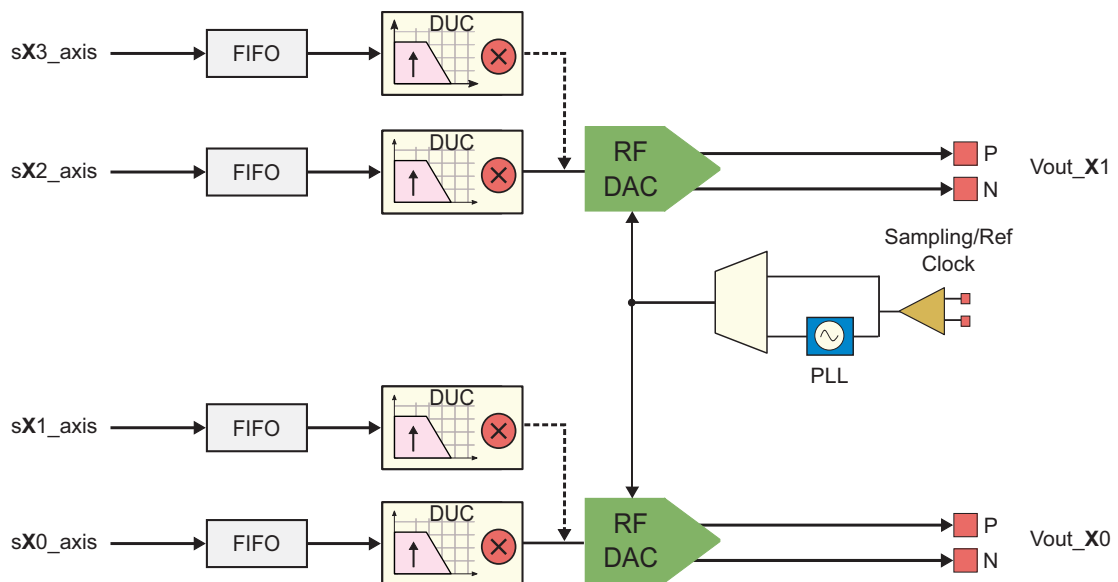 sX3_axis
FIFO
DUC
sX2_axis
FIFO
DUC
RF
DAC
P
N
Vout_X1
Sampling/Ref
Clock
PLL
sX1_axis
FIFO
DUC
sX0_axis
FIFO
DUC
RF
DAC
P
N
Vout_X0